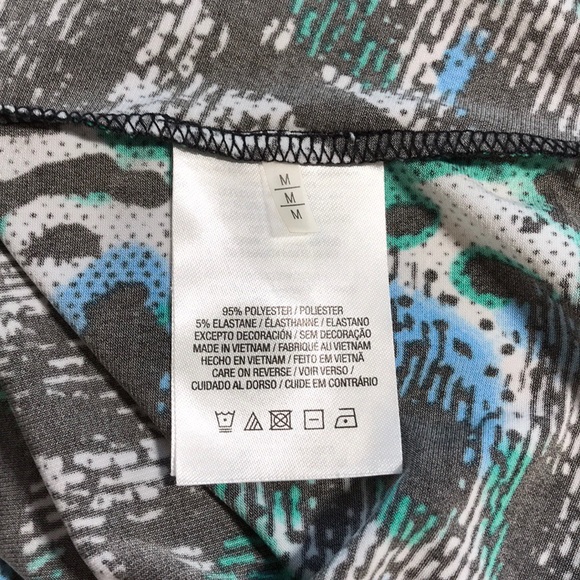 M
M
M
95% POLYESTER / POLIÉSTER
5% ELASTANE / ÉLASTHANNE / ELASTANO
EXCEPTO DECORACIÓN / SEM DECORAÇÃO
MADE IN VIETNAM / FABRIQUÉ AU VIETNAM
HECHO EN VIETNAM / FEITO EM VIETNÃ
CARE ON REVERSE / VOIR VERSO /
CUIDADO AL DORSO / CUIDE EM CONTRÁRIO